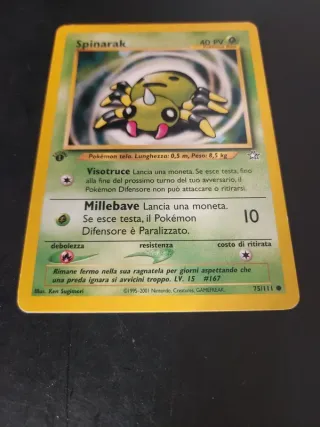 Spinarak 40 PV
Pokémon tela. Lunghezza: 0,5 m, Peso: 8,5 kg
Visotruce Lancia una moneta. Se esce testa, fino
alla fine del prossimo turno del tuo avversario, il
Pokémon Difensore non può attaccare o ritirarsi.
Millebave Lancia una moneta.
Se esce testa, il Pokémon 10
Difensore è Paralizzato.
debolezza resistenza costo di ritirata
Rimane fermo nella sua ragnatela per giorni aspettando che
una preda ignara si avvicini troppo. LV. 15 #167
Illus. Ken Sugimori ©1995-2001 Nintendo, Creatures, GAMEFREAK. 75/111